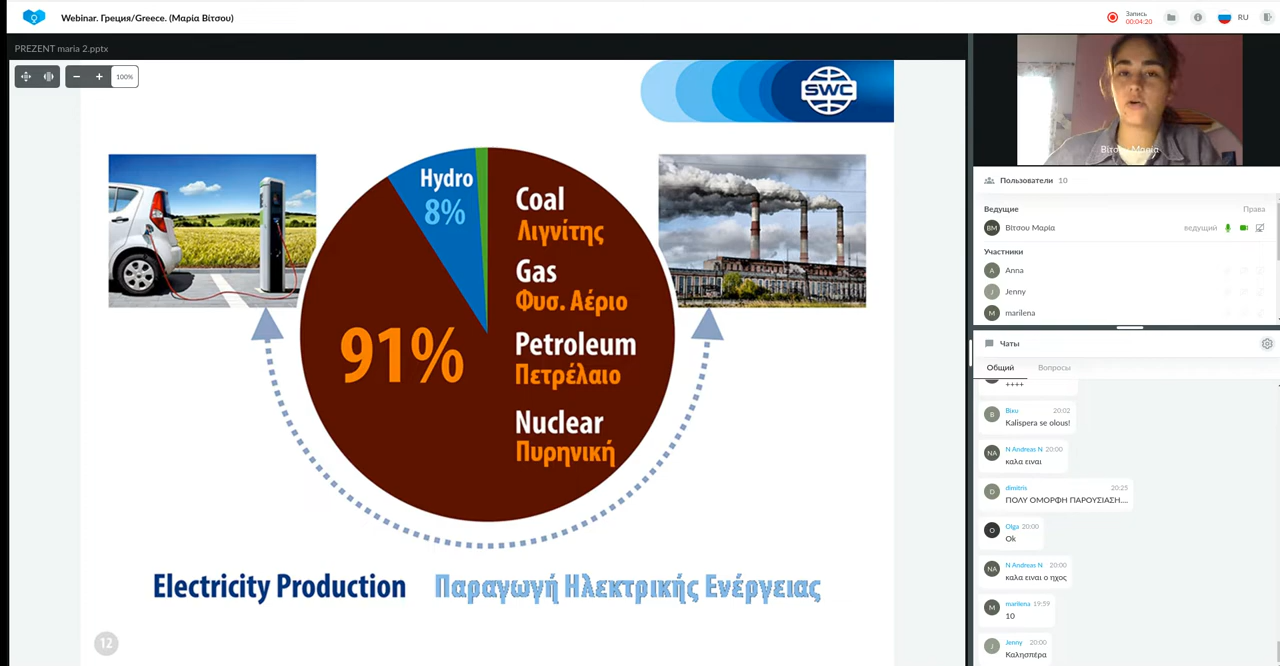 Webinar. Греция/Greece. (Μαρία Βίτσου)
Запись
00:04:20
RU
PREZENT maria 2.pptx
100%
SWC
Hydro
8%
91%
Coal
Λιγνίτης
Gas
Φυσ. Αέριο
Petroleum
Πετρέλαιο
Nuclear
Πυρηνική
Electricity Production
Παραγωγή Ηλεκτρικής Ενέργειας
12
Пользователи 10
Ведущие Права
BM Βίτσου Μαρία ведущий
Участники
A Anna
J Jenny
M marilena
Чаты
Общий Вопросы
++++
B Bixu 20:02
Kalispera se olous!
NA N Andreas N 20:00
καλα ειναι
D dimitris 20:25
ΠΟΛΥ ΟΜΟΡΦΗ ΠΑΡΟΥΣΙΑΣΗ....
O Olga 20:00
Ok
NA N Andreas N 20:00
καλα ειναι ο ηχος
M marilena 19:59
10
J Jenny 20:00
Καλησπέρα